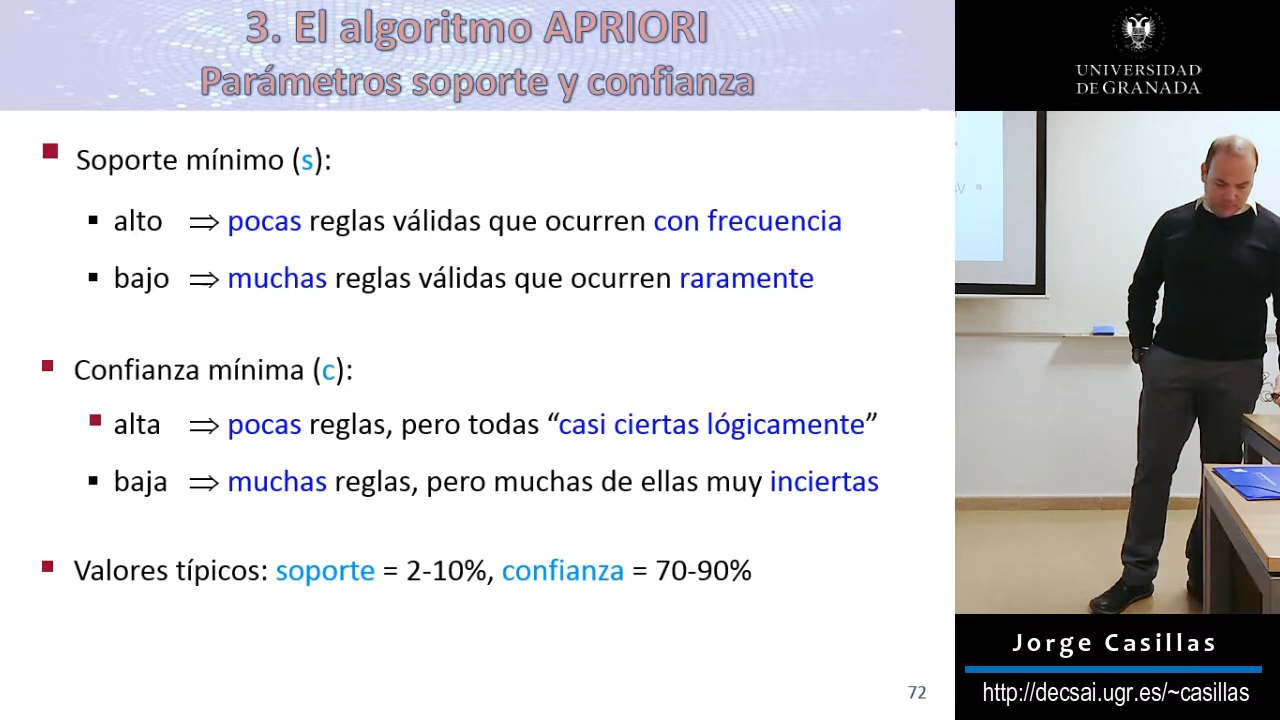 3. El algoritmo APRIORI
Parámetros soporte y confianza
Soporte mínimo (s):
alto ⟹ pocas reglas válidas que ocurren con frecuencia
bajo ⟹ muchas reglas válidas que ocurren raramente
Confianza mínima (c):
alta ⟹ pocas reglas, pero todas “casi ciertas lógicamente”
baja ⟹ muchas reglas, pero muchas de ellas muy inciertas
Valores típicos: soporte = 2-10%, confianza = 70-90%
72
UNIVERSIDAD
DE GRANADA
Jorge Casillas
http://decsai.ugr.es/~casillas